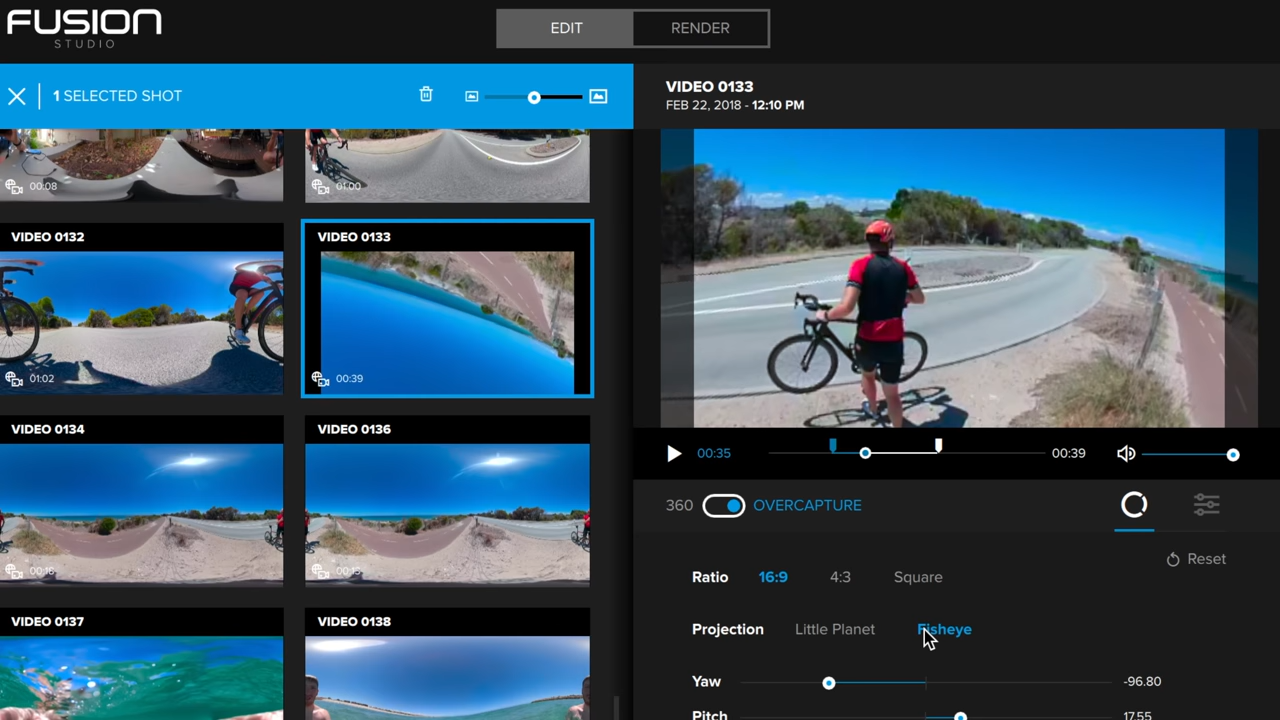 FUSION
STUDIO
EDIT
RENDER
1 SELECTED SHOT
00:08
01:00
VIDEO 0132
VIDEO 0133
01:02
00:39
VIDEO 0134
VIDEO 0136
VIDEO 0137
VIDEO 0138
VIDEO 0133
FEB 22, 2018 - 12:10 PM
00:35
00:39
360
OVERCAPTURE
Reset
Ratio 16:9 4:3 Square
Projection Little Planet Fisheye
Yaw -96.80
Pitch 17.55